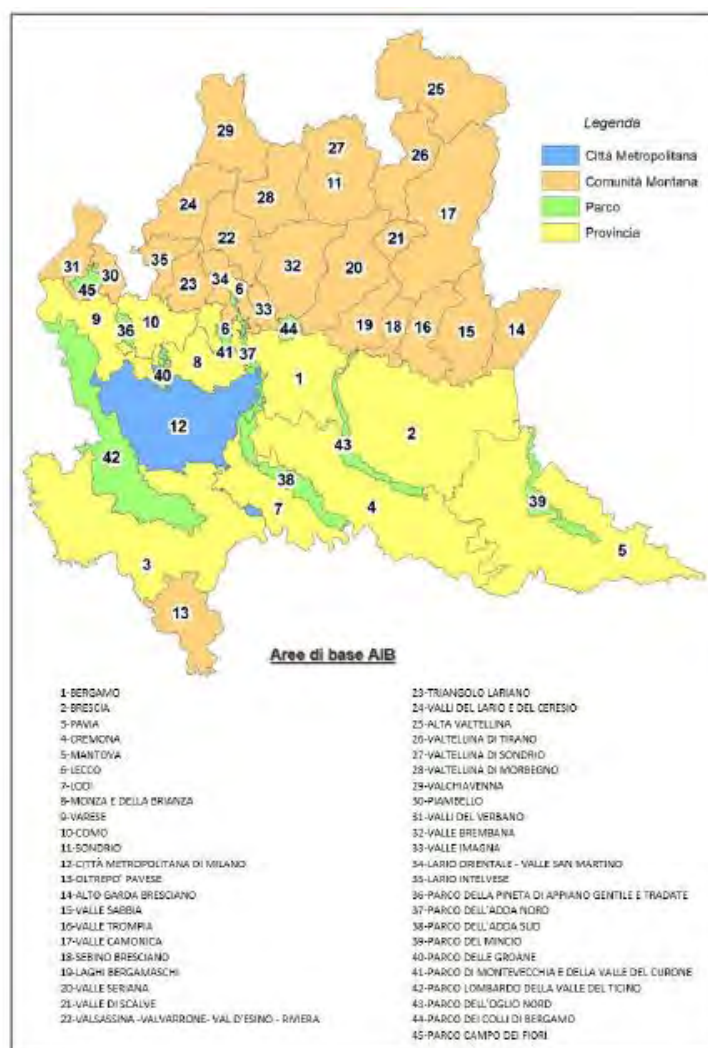 25
29
27
Legenda
26
Città Metropolitana
28
11
Comunità Montana
24
17
Parco
22
21
Provincia
31
35
32
20
30
34
45
23
6
33
9
10
44
19
18
16
15
14
36
6
41
37
8
40
1
12
2
43
42
38
39
7
4
5
3
13
Aree di base AIB
1-BERGAMO
2-BRESCIA
3-PAVIA
4-CREMONA
5-MANTOVA
6-LECCO
7-LODI
8-MONZA E DELLA BRIANZA
9-VARESE
10-COMO
11-SONDRIO
12-CITTÀ METROPOLITANA DI MILANO
13-OLTREPO' PAVESE
14-ALTO GARDA BRESCIANO
15-VALLE SABBIA
16-VALLE TROMPIA
17-VALLE CAMONICA
18-SEBINO BRESCIANO
19-LAGHI BERGAMASCHI
20-VALLE SERIANA
21-VALLE DI SCALVE
22-VALSASSINA -VALVARRONE- VAL D'ESINO - RIVIERA
23-TRIANGOLO LARIANO
24-VALLI DEL LARIO E DEL CERESIO
25-ALTA VALTELLINA
26-VALTELLINA DI TIRANO
27-VALTELLINA DI SONDRIO
28-VALTELLINA DI MORBEGNO
29-VALCHIAVENNA
30-PIAMBELLO
31-VALLI DEL VERBANO
32-VALLE BREMBANA
33-VALLE IMAGNA
34-LARIO ORIENTALE - VALLE SAN MARTINO
35-LARIO INTELVESE
36-PARCO DELLA PINETA DI APPIANO GENTILE E TRADATE
37-PARCO DELL'ADDA NORD
38-PARCO DELL'ADDA SUD
39-PARCO DEL MINCIO
40-PARCO DELLE GROANE
41-PARCO DI MONTEVECCHIA E DELLA VALLE DEL CURONE
42-PARCO LOMBARDO DELLA VALLE DEL TICINO
43-PARCO DELL'OGLIO NORD
44-PARCO DEI COLLI DI BERGAMO
45-PARCO CAMPO DEI FIORI